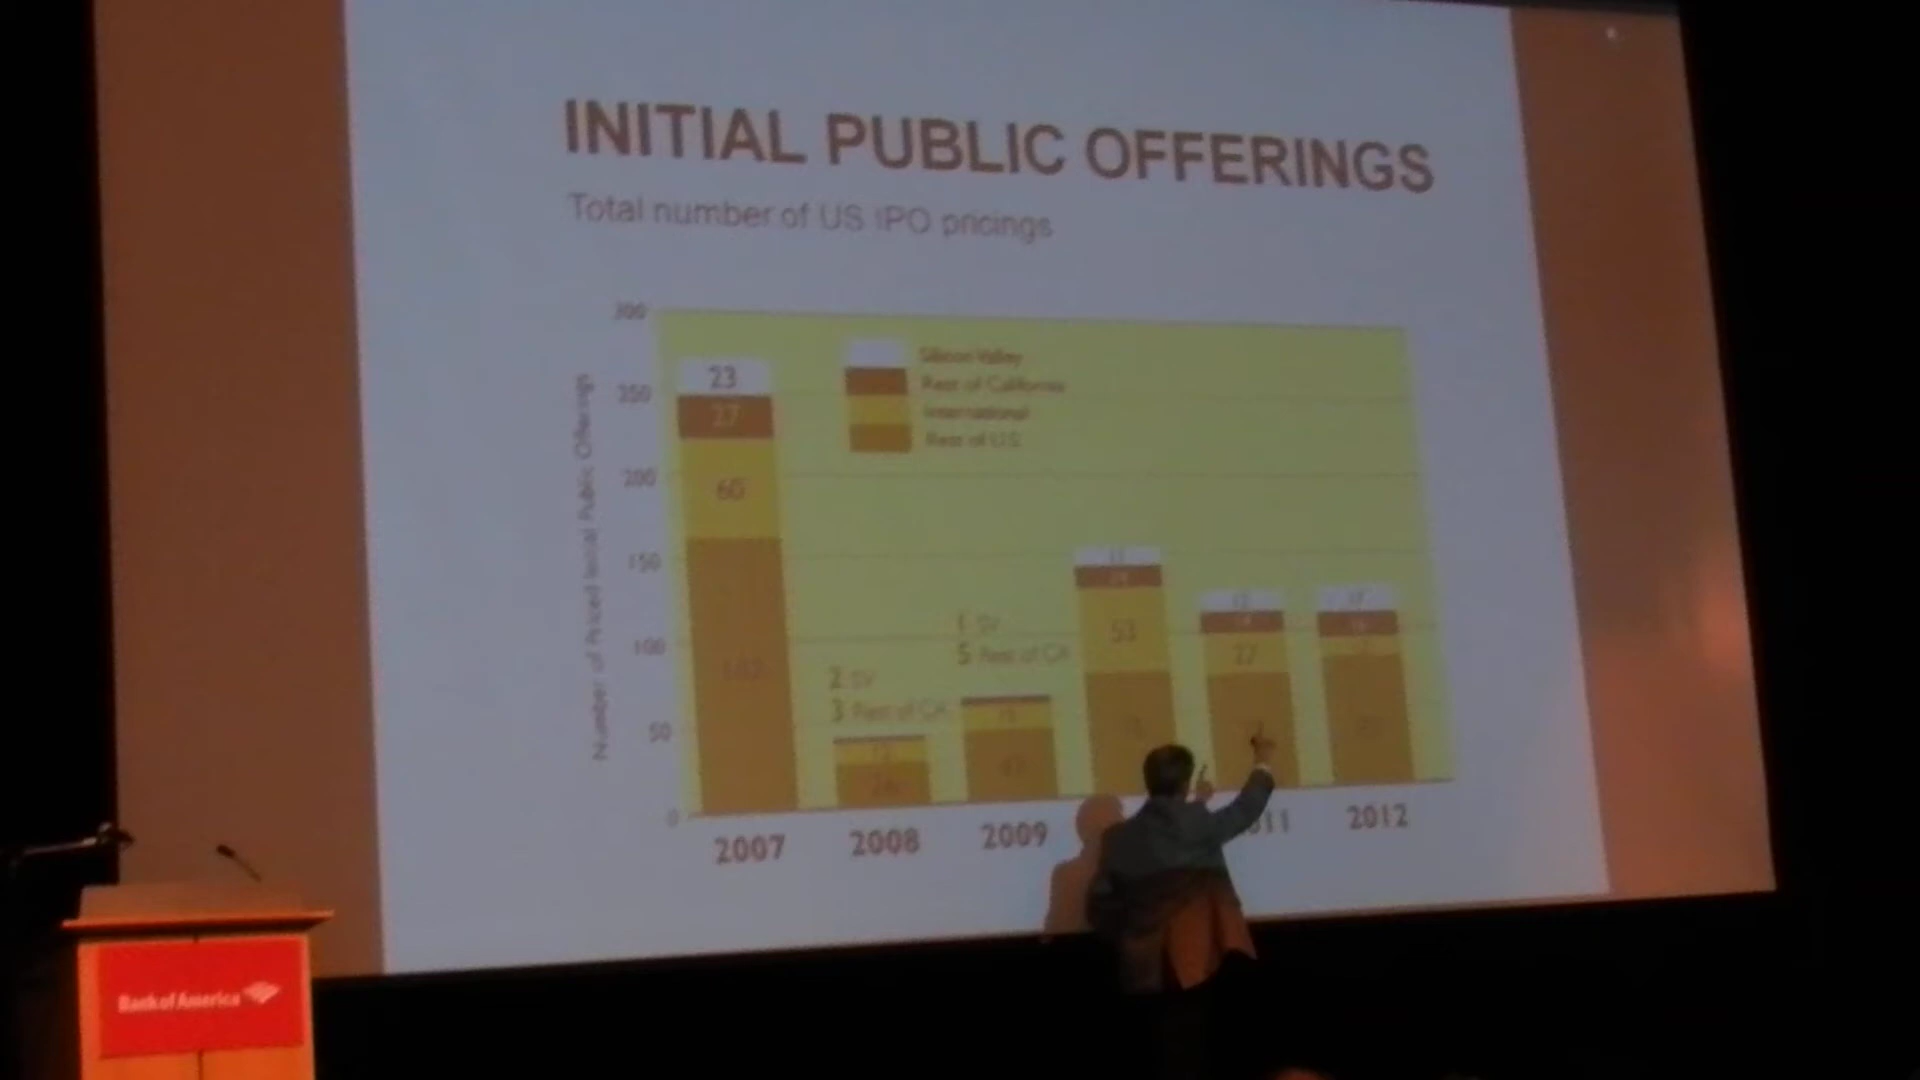 INITIAL PUBLIC OFFERINGS
Total number of US IPO pricings
Number of Priced Initial Public Offerings
300
250
200
150
100
50
0
Silicon Valley
Rest of California
International
Rest of U.S.
23
27
60
2 SV
3 Rest of CA
1 SV
5 Rest of CA
53
27
2007
2008
2009
2012
Bank of America